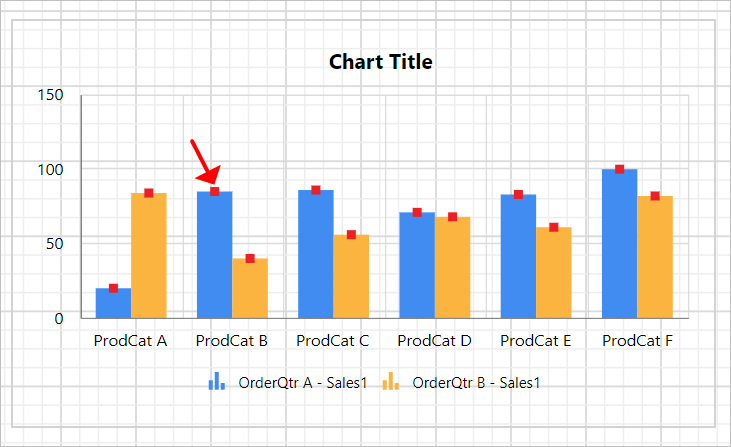 Chart Title
150
100
50
0
ProdCat A ProdCat B ProdCat C ProdCat D ProdCat E ProdCat F
OrderQtr A - Sales1 OrderQtr B - Sales1